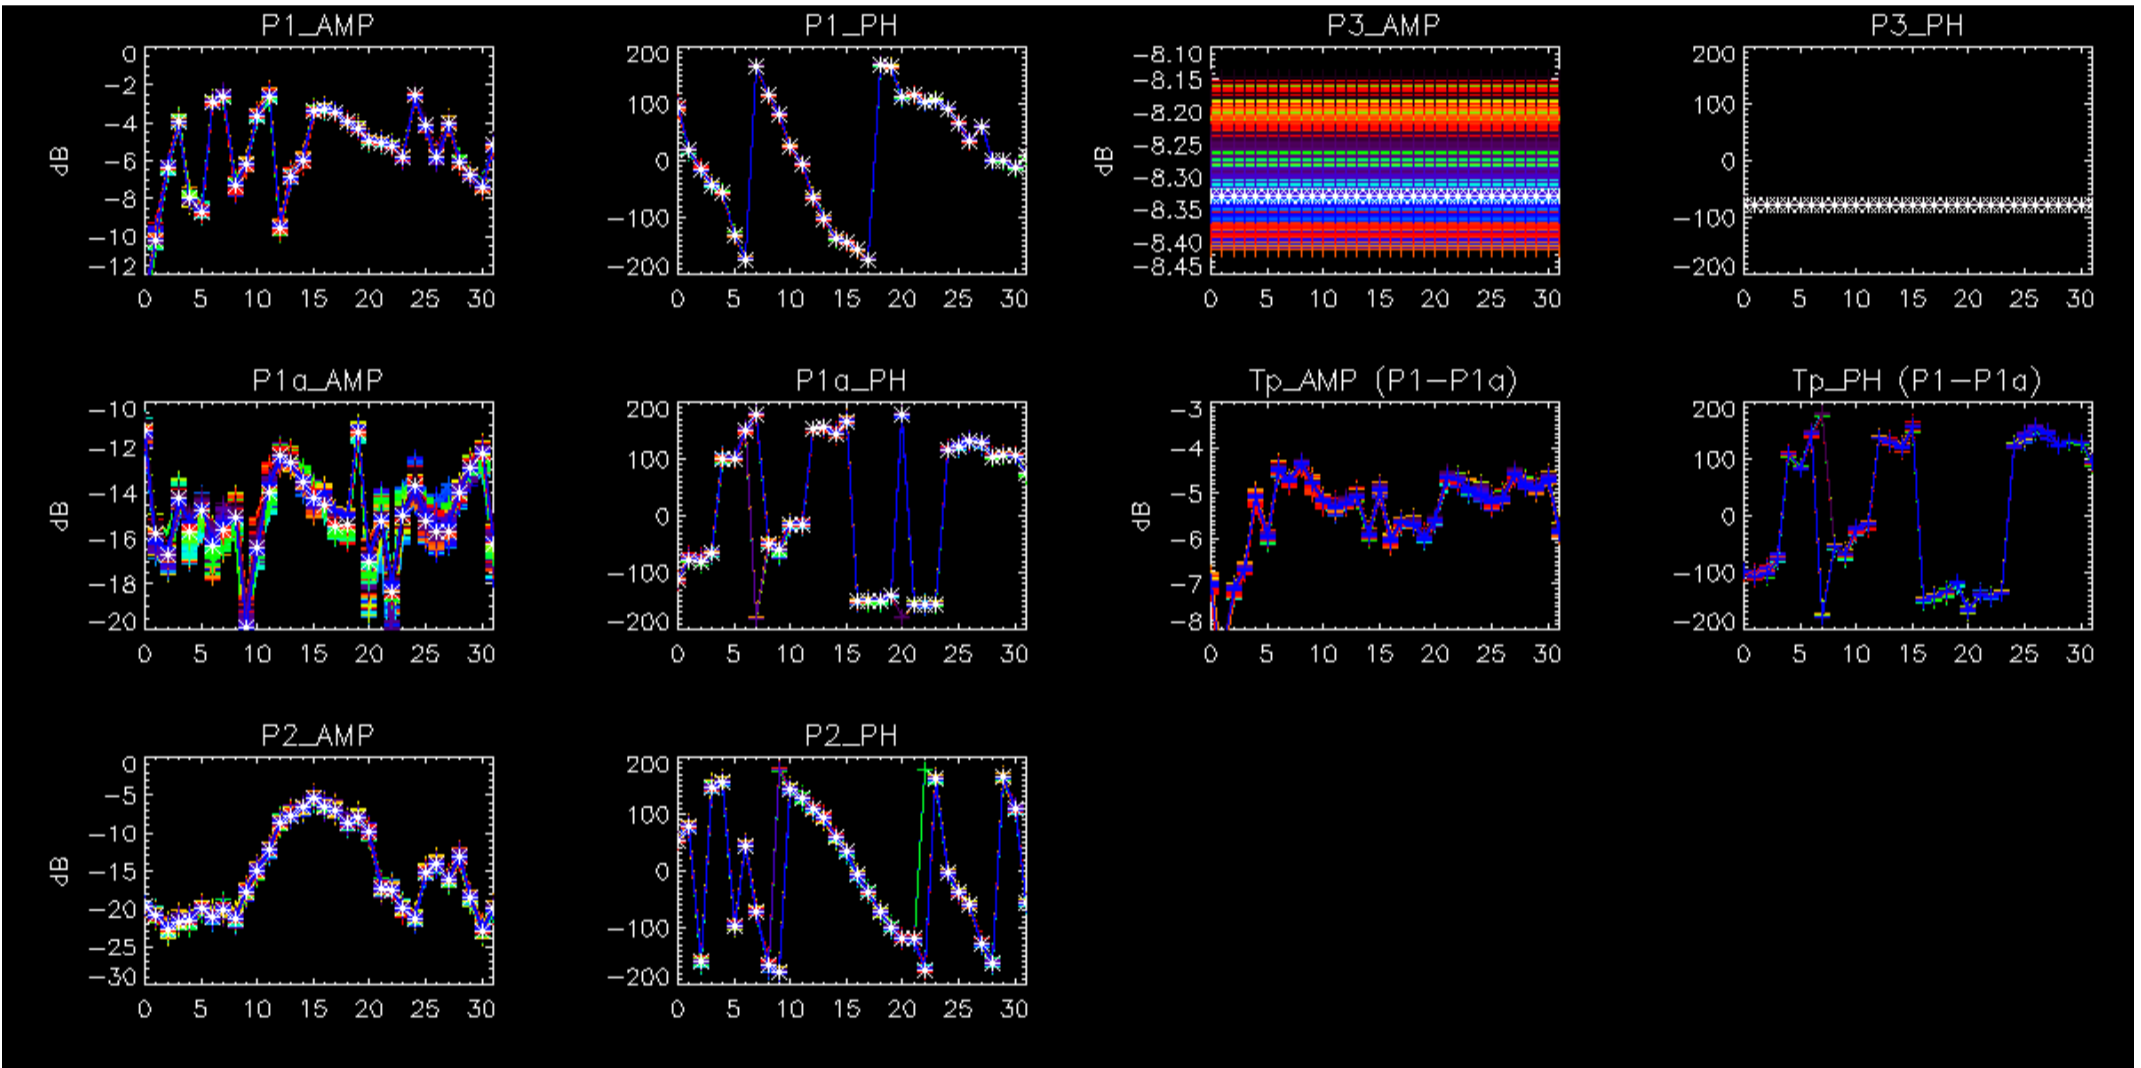 P1_AMP
P1_PH
P3_AMP
P3_PH
dB
0
-2
-4
-6
-8
-10
-12
0 5 10 15 20 25 30
200
100
0
-100
-200
0 5 10 15 20 25 30
dB
-8.10
-8.15
-8.20
-8.25
-8.30
-8.35
-8.40
-8.45
0 5 10 15 20 25 30
200
100
0
-100
-200
0 5 10 15 20 25 30
P1a_AMP
P1a_PH
Tp_AMP (P1-P1a)
Tp_PH (P1-P1a)
dB
-10
-12
-14
-16
-18
-20
0 5 10 15 20 25 30
200
100
0
-100
-200
0 5 10 15 20 25 30
dB
-3
-4
-5
-6
-7
-8
0 5 10 15 20 25 30
200
100
0
-100
-200
0 5 10 15 20 25 30
P2_AMP
P2_PH
dB
0
-5
-10
-15
-20
-25
-30
0 5 10 15 20 25 30
200
100
0
-100
-200
0 5 10 15 20 25 30